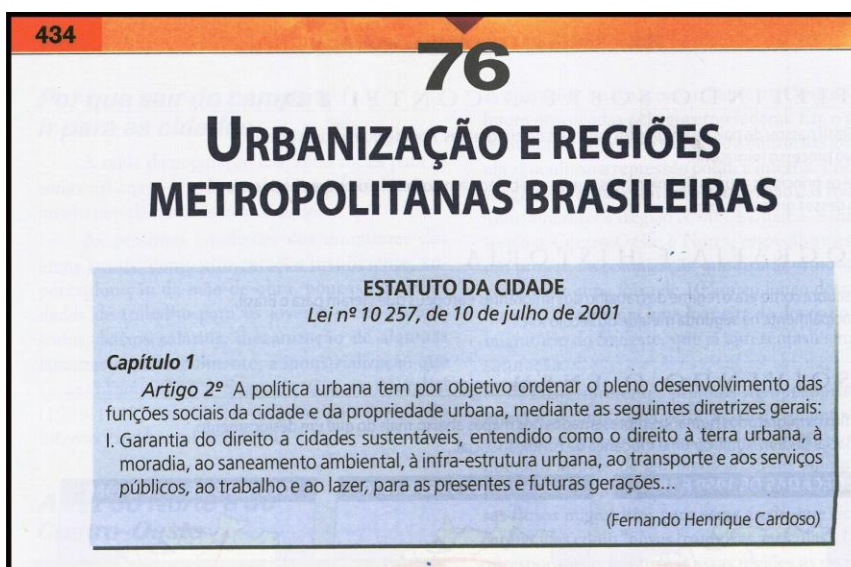 434
76
URBANIZAÇÃO E REGIÕES
METROPOLITANAS BRASILEIRAS
ESTATUTO DA CIDADE
Lei nº 10 257, de 10 de julho de 2001
Capítulo 1
Artigo 2º A política urbana tem por objetivo ordenar o pleno desenvolvimento das
funções sociais da cidade e da propriedade urbana, mediante as seguintes diretrizes gerais:
I. Garantia do direito a cidades sustentáveis, entendido como o direito à terra urbana, à
moradia, ao saneamento ambiental, à infra-estrutura urbana, ao transporte e aos serviços
públicos, ao trabalho e ao lazer, para as presentes e futuras gerações...
(Fernando Henrique Cardoso)